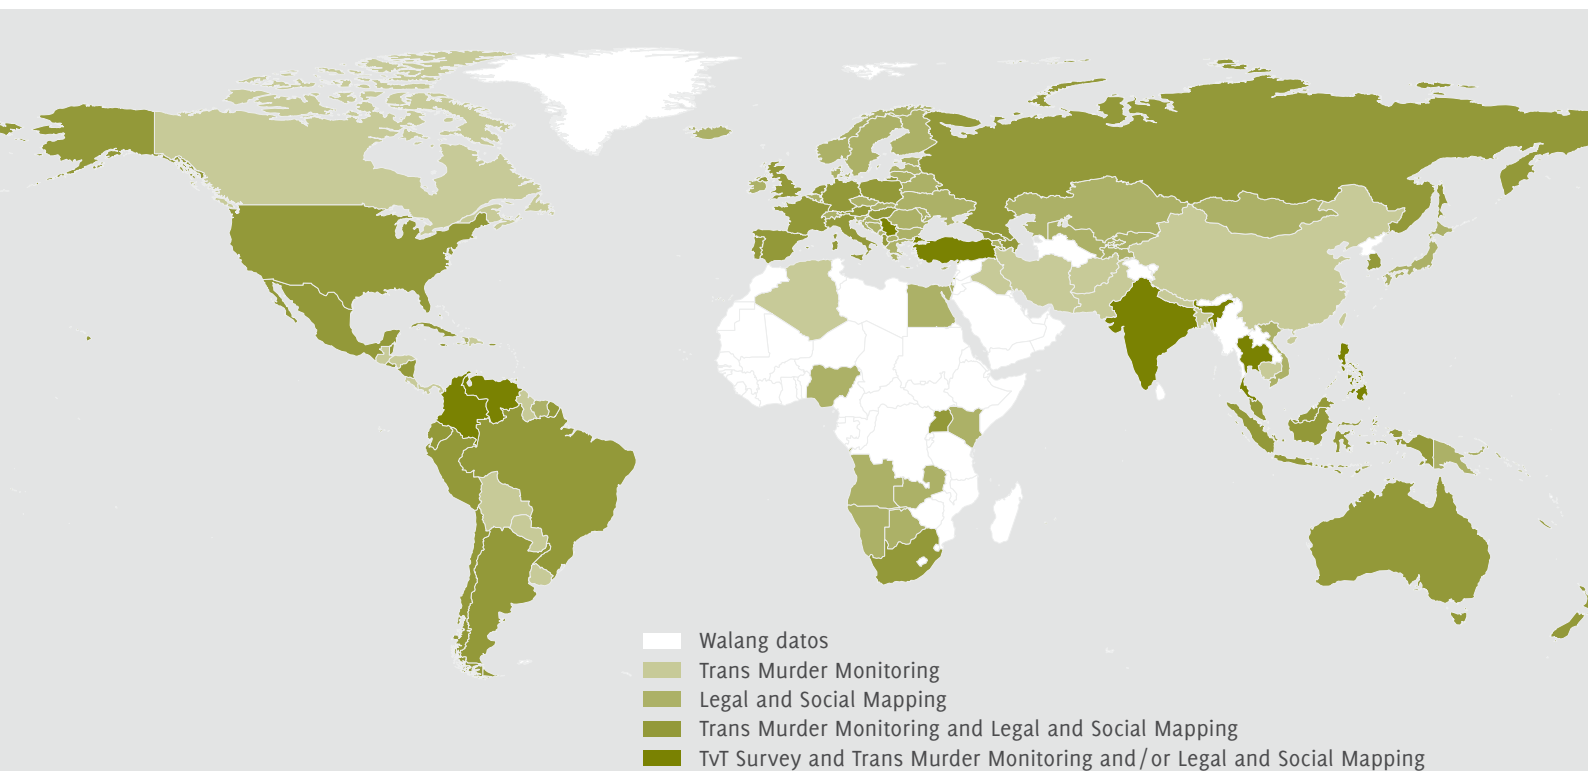 Walang datos
Trans Murder Monitoring
Legal and Social Mapping
Trans Murder Monitoring and Legal and Social Mapping
TvT Survey and Trans Murder Monitoring and/or Legal and Social Mapping